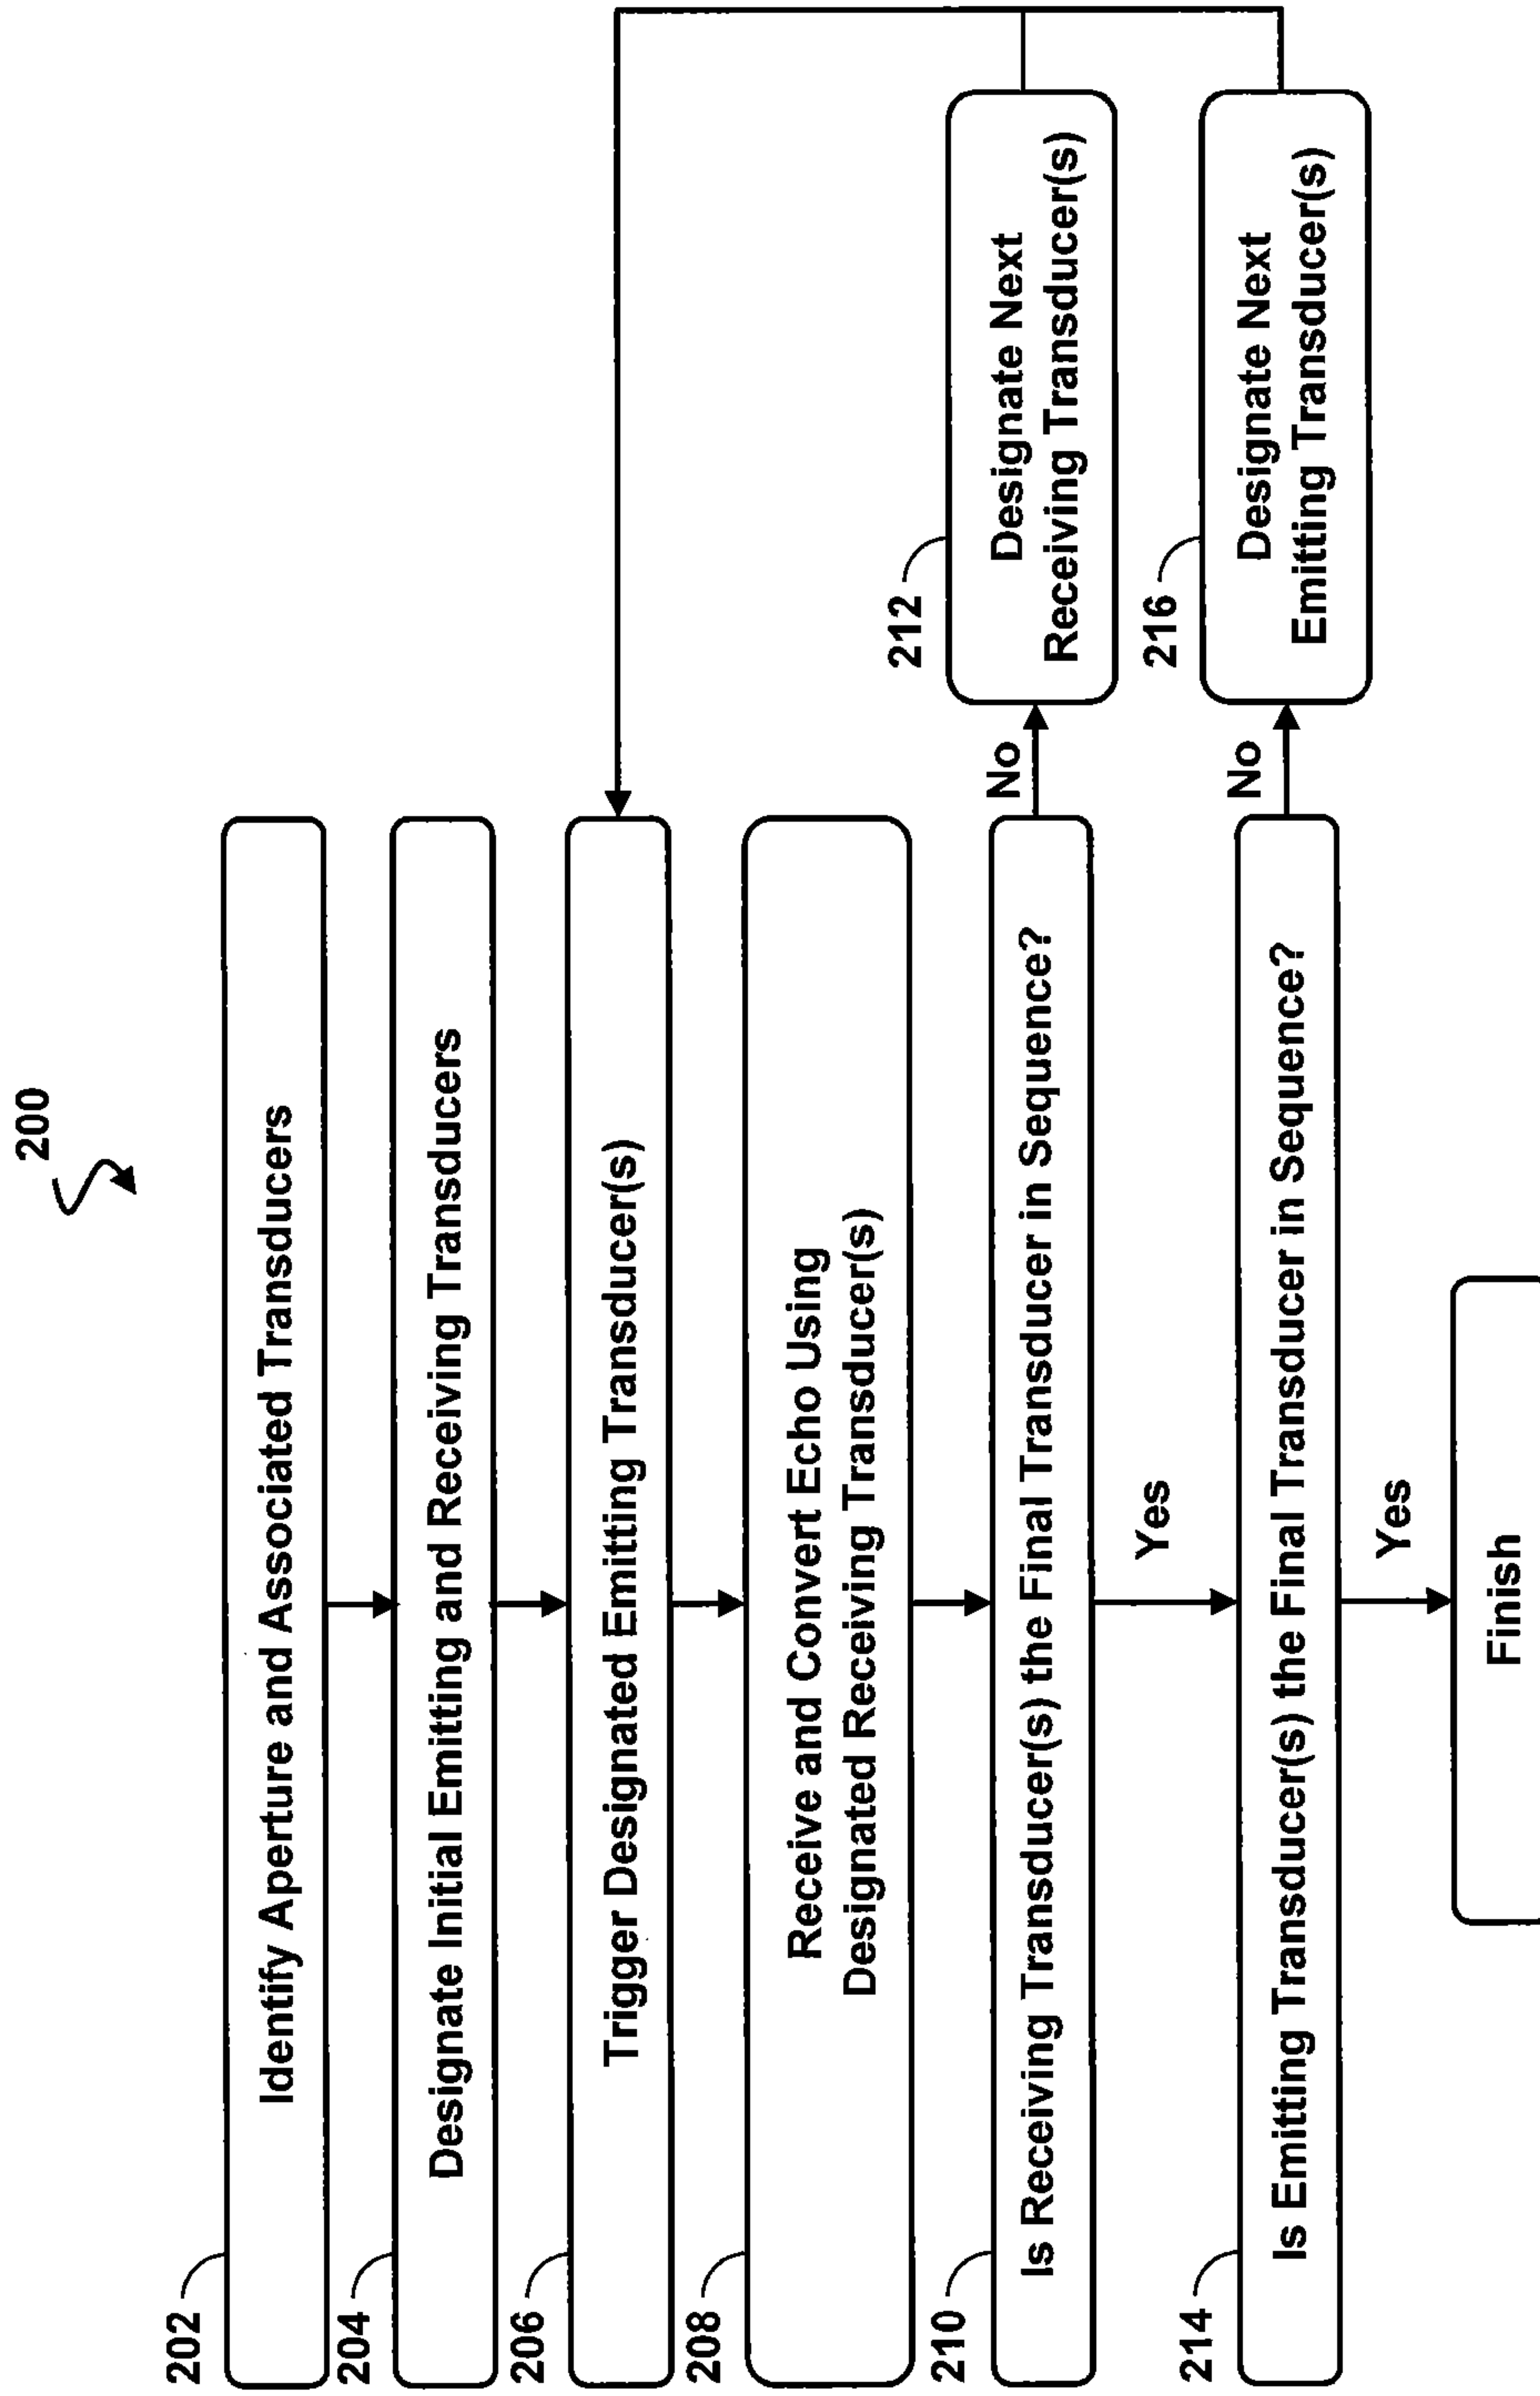 200
202
Identify Aperture and Associated Transducers
204
Designate Initial Emitting and Receiving Transducers
206
Trigger Designated Emitting Transducer(s)
208
Receive and Convert Echo Using
Designated Receiving Transducer(s)
210
Is Receiving Transducer(s) the Final Transducer in Sequence?
No
212
Designate Next
Receiving Transducer(s)
Yes
214
Is Emitting Transducer(s) the Final Transducer in Sequence?
No
216
Designate Next
Emitting Transducer(s)
Yes
Finish